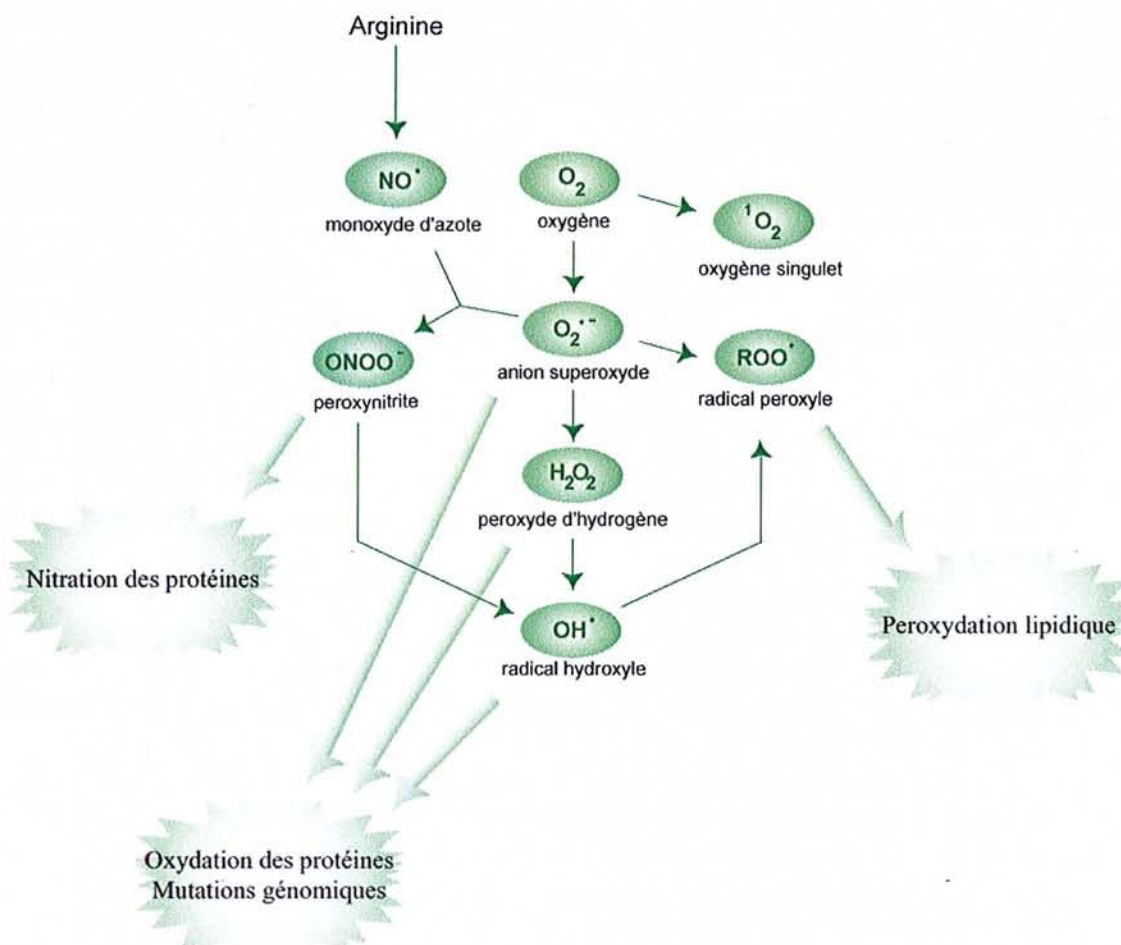 Arginine
NO•
monoxyde d'azote
O₂
oxygène
¹O₂
oxygène singulet
ONOO⁻
peroxynitrite
O₂•⁻
anion superoxyde
ROO•
radical peroxyle
H₂O₂
peroxyde d'hydrogène
Nitration des protéines
OH•
radical hydroxyle
Peroxydation lipidique
Oxydation des protéines
Mutations génomiques